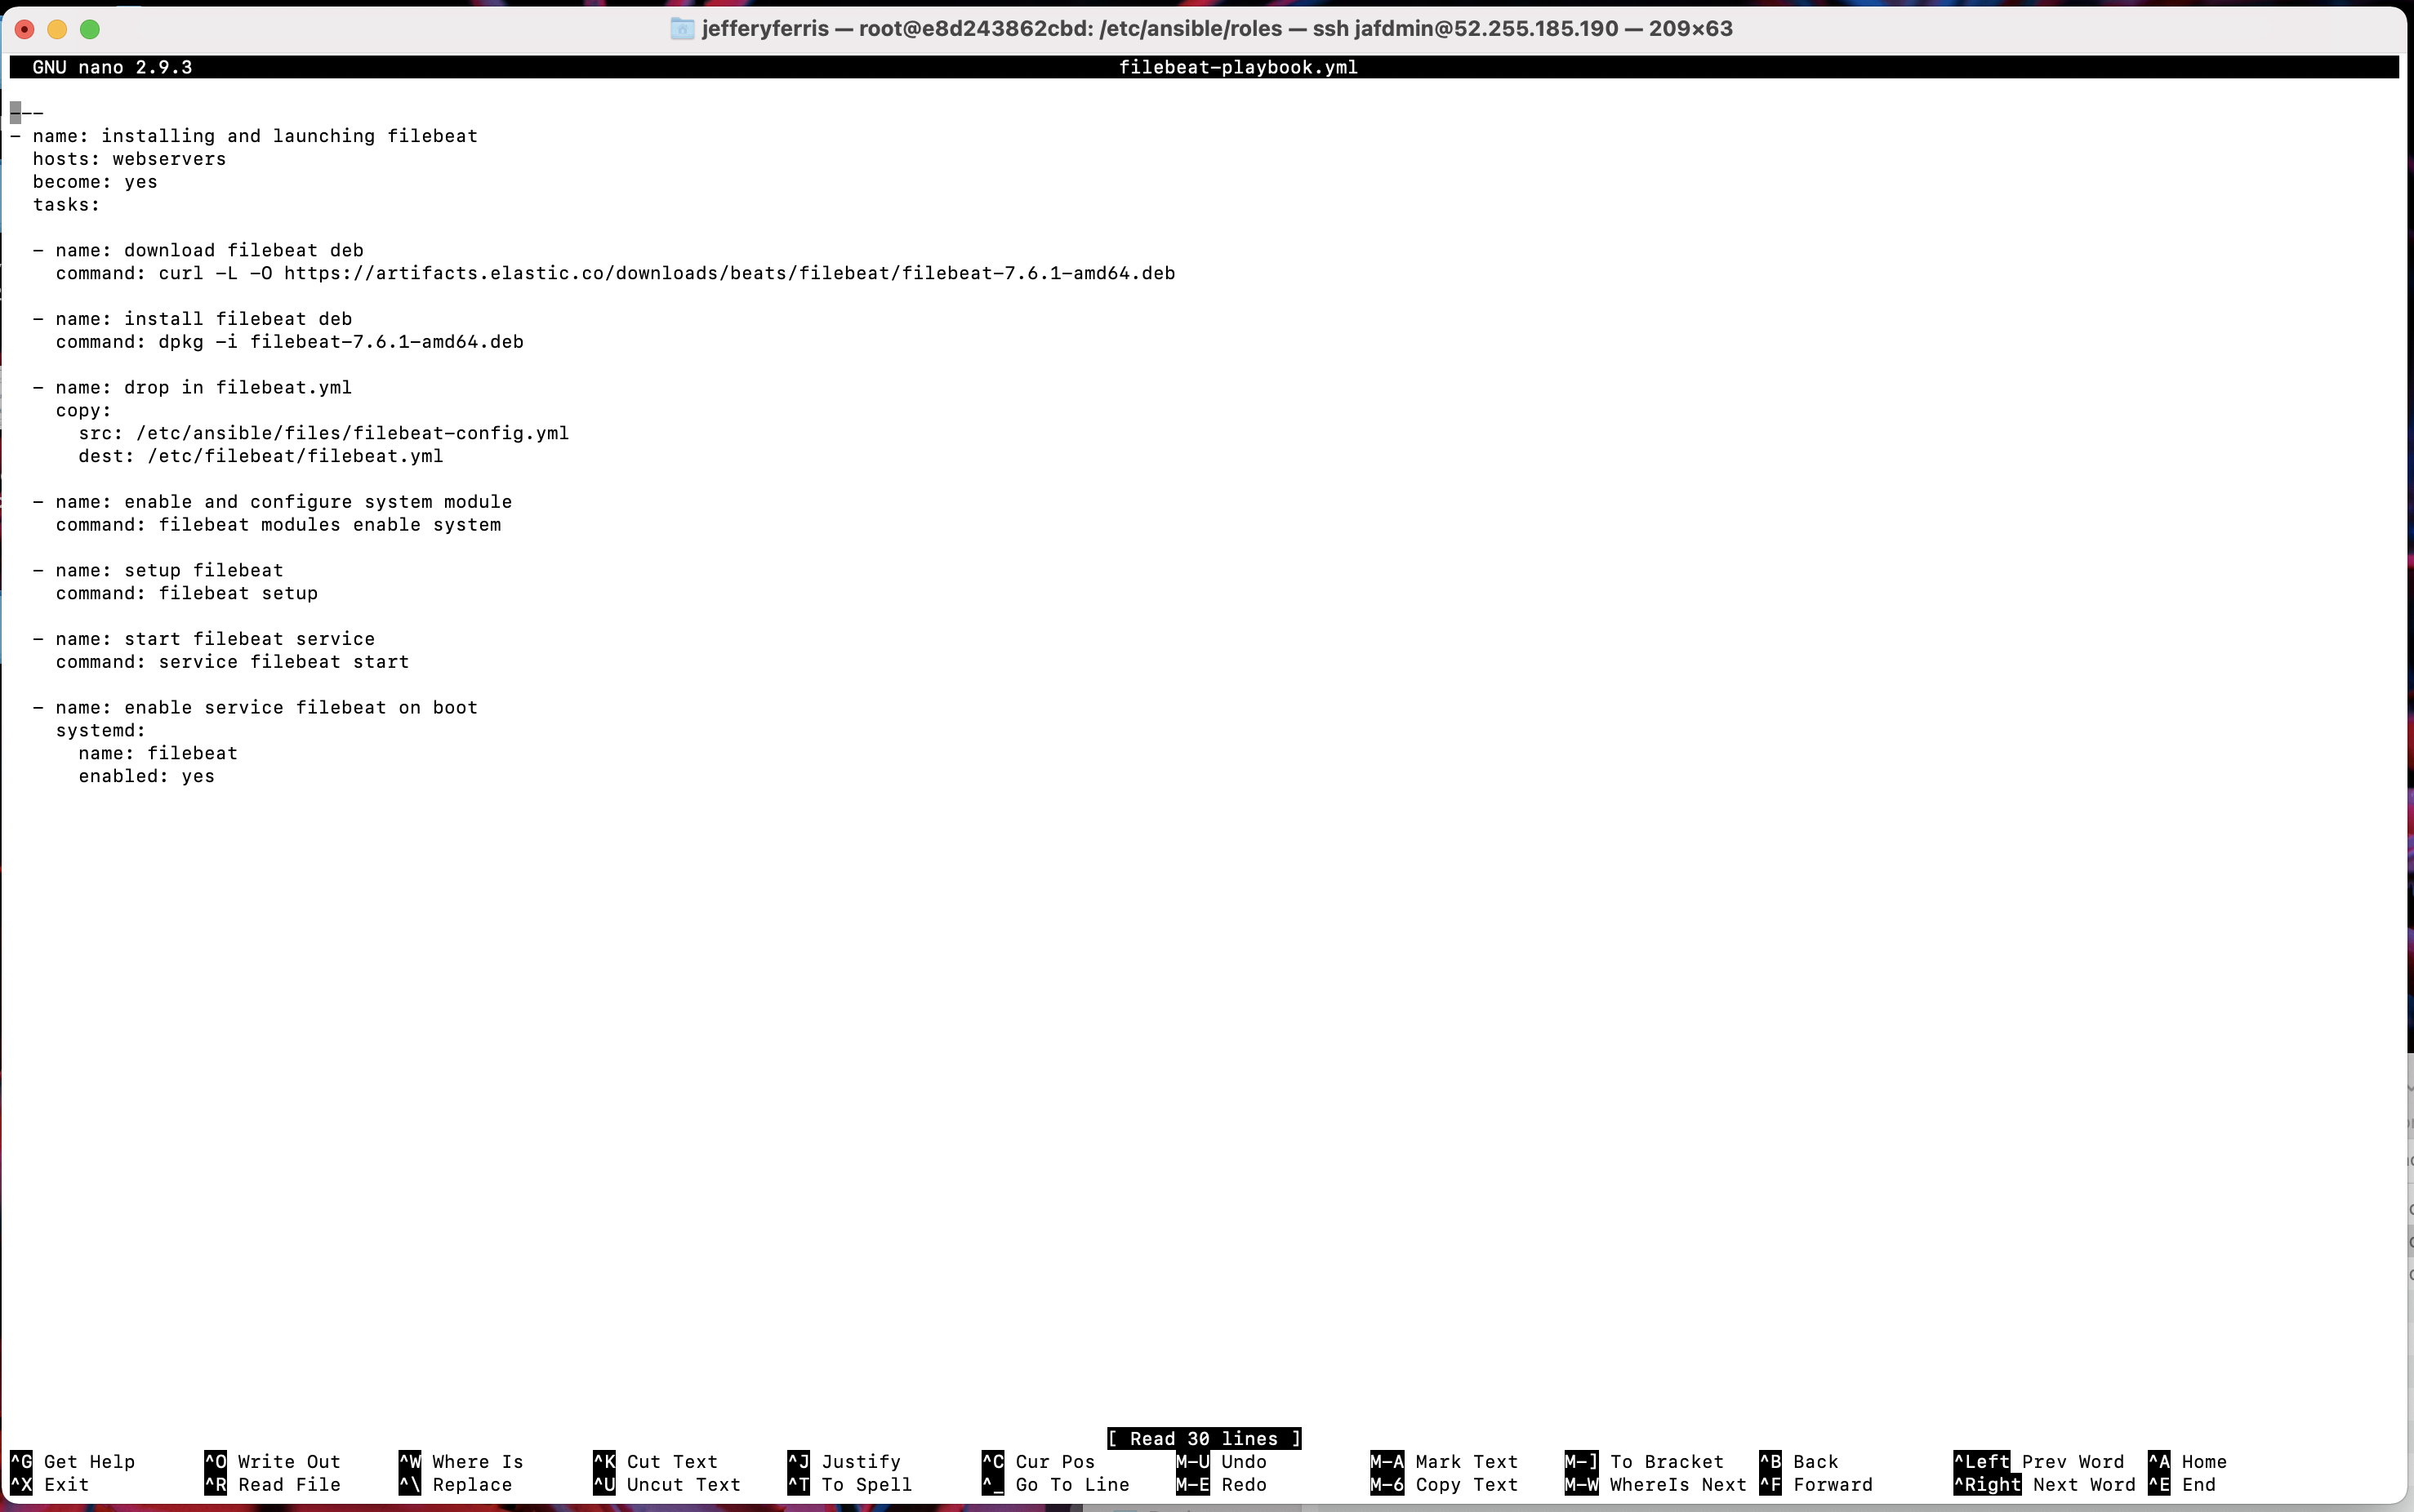 jefferyferris — root@e8d243862cbd: /etc/ansible/roles — ssh jafdmin@52.255.185.190 — 209×63
GNU nano 2.9.3 filebeat-playbook.yml
---
- name: installing and launching filebeat
  hosts: webservers
  become: yes
  tasks:
  - name: download filebeat deb
    command: curl -L -O https://artifacts.elastic.co/downloads/beats/filebeat/filebeat-7.6.1-amd64.deb
  - name: install filebeat deb
    command: dpkg -i filebeat-7.6.1-amd64.deb
  - name: drop in filebeat.yml
    copy:
      src: /etc/ansible/files/filebeat-config.yml
      dest: /etc/filebeat/filebeat.yml
  - name: enable and configure system module
    command: filebeat modules enable system
  - name: setup filebeat
    command: filebeat setup
  - name: start filebeat service
    command: service filebeat start
  - name: enable service filebeat on boot
    systemd:
      name: filebeat
      enabled: yes
[ Read 30 lines ]
^G Get Help ^O Write Out ^W Where Is ^K Cut Text ^J Justify ^C Cur Pos M-U Undo M-A Mark Text M-] To Bracket ^B Back ^Left Prev Word ^A Home
^X Exit ^R Read File ^\ Replace ^U Uncut Text ^T To Spell ^_ Go To Line M-E Redo M-6 Copy Text M-W WhereIs Next ^F Forward ^Right Next Word ^E End